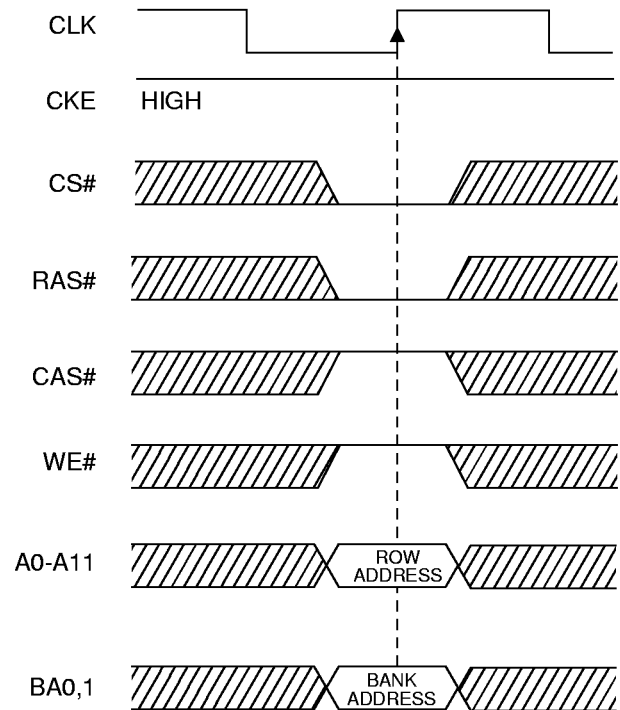 CLK
CKE HIGH
CS#
RAS#
CAS#
WE#
A0-A11 ROW
ADDRESS
BA0,1 BANK
ADDRESS